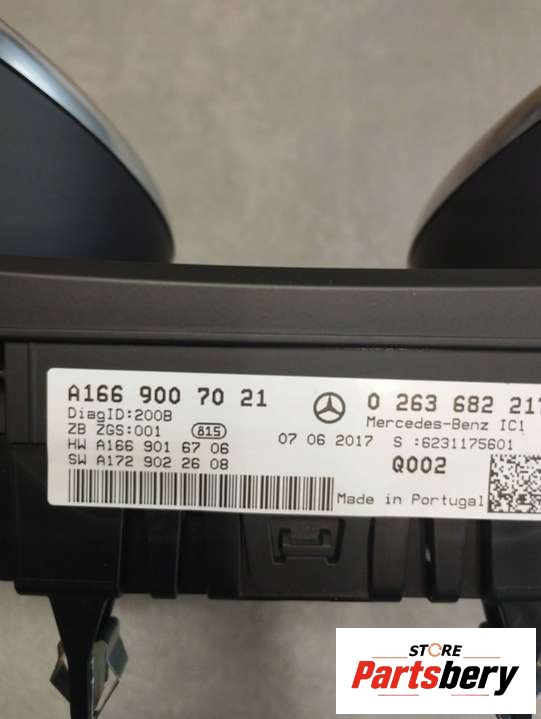 A166 900 70 21
0 263 682 217
DiagID:200B
Mercedes-Benz IC1
ZB ZGS:001
815
07 06 2017
S :6231175601
HW A166 901 67 06
SW A172 902 26 08
Q002
Made in Portugal
STORE
Partsbery